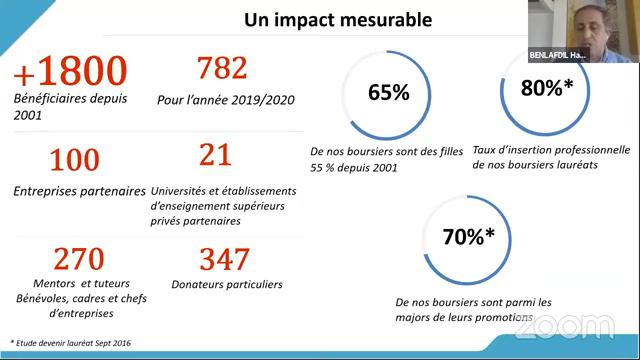 Un impact mesurable
BENLAFDIL Ha...
+1800
Bénéficiaires depuis
2001
782
Pour l'année 2019/2020
65%
De nos boursiers sont des filles
55 % depuis 2001
80%*
Taux d'insertion professionnelle
de nos boursiers lauréats
100
Entreprises partenaires
21
Universités et établissements
d'enseignement supérieurs
privés partenaires
270
Mentors et tuteurs
Bénévoles, cadres et chefs
d'entreprises
347
Donateurs particuliers
70%*
De nos boursiers sont parmi les
majors de leurs promotions
zoom
* Etude devenir lauréat Sept 2016